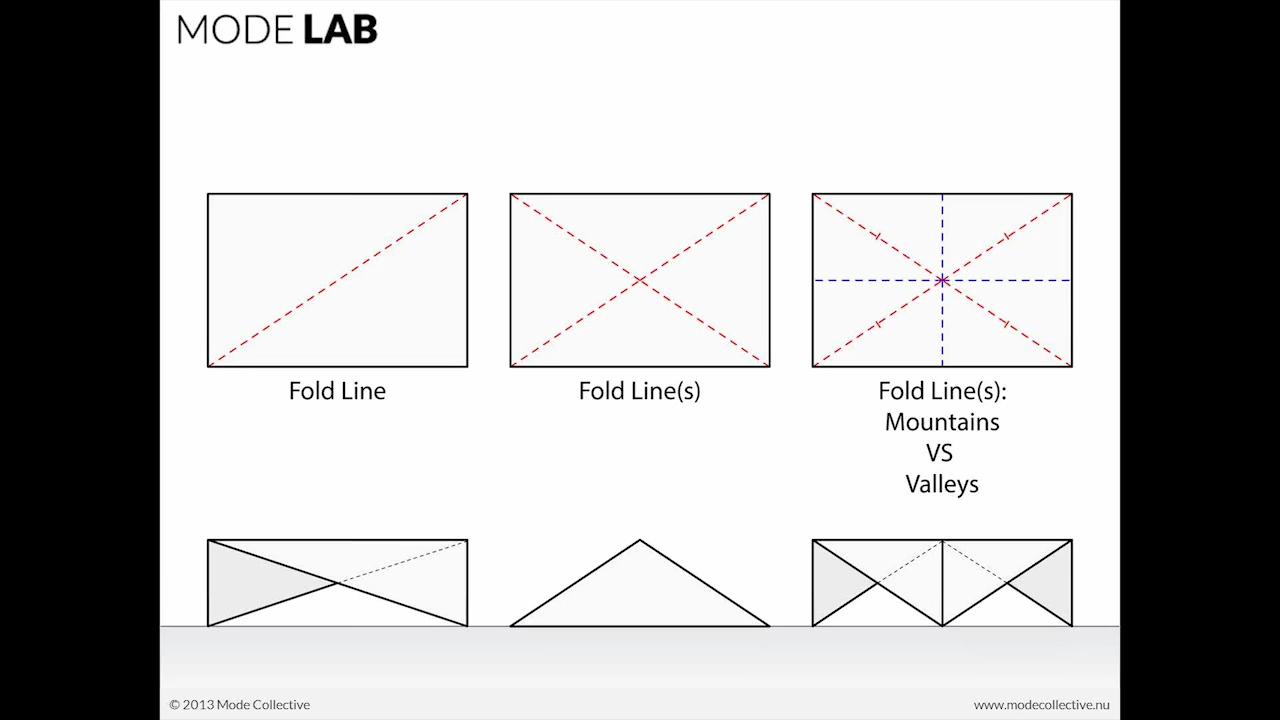 MODE LAB
Fold Line
Fold Line(s)
Fold Line(s):
Mountains
VS
Valleys
© 2013 Mode Collective
www.modecollective.nu